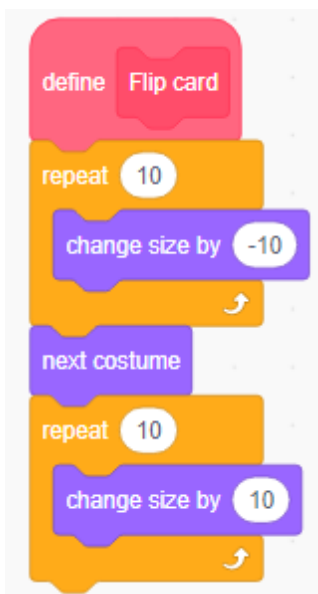 define Flip card
repeat 10
change size by -10
next costume
repeat 10
change size by 10